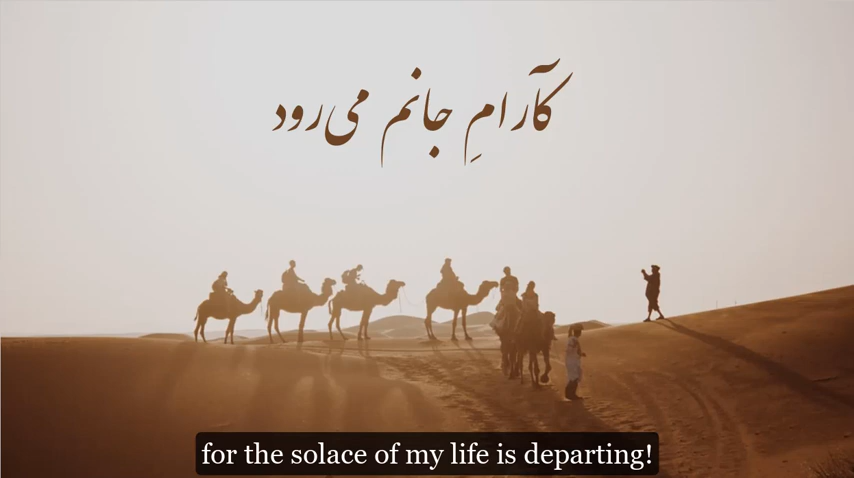 کآرامِ جانم می‌رود
for the solace of my life is departing!